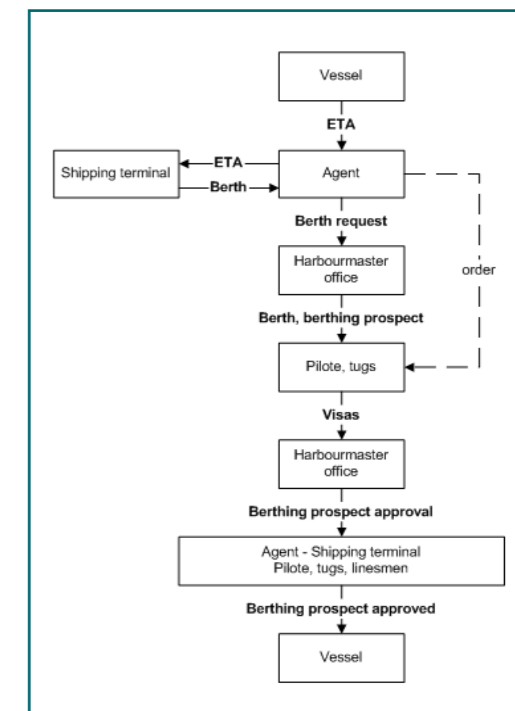 Vessel
ETA
Shipping terminal
ETA
Berth
Agent
Berth request
order
Harbourmaster
office
Berth, berthing prospect
Pilote, tugs
Visas
Harbourmaster
office
Berthing prospect approval
Agent - Shipping terminal
Pilote, tugs, linesmen
Berthing prospect approved
Vessel